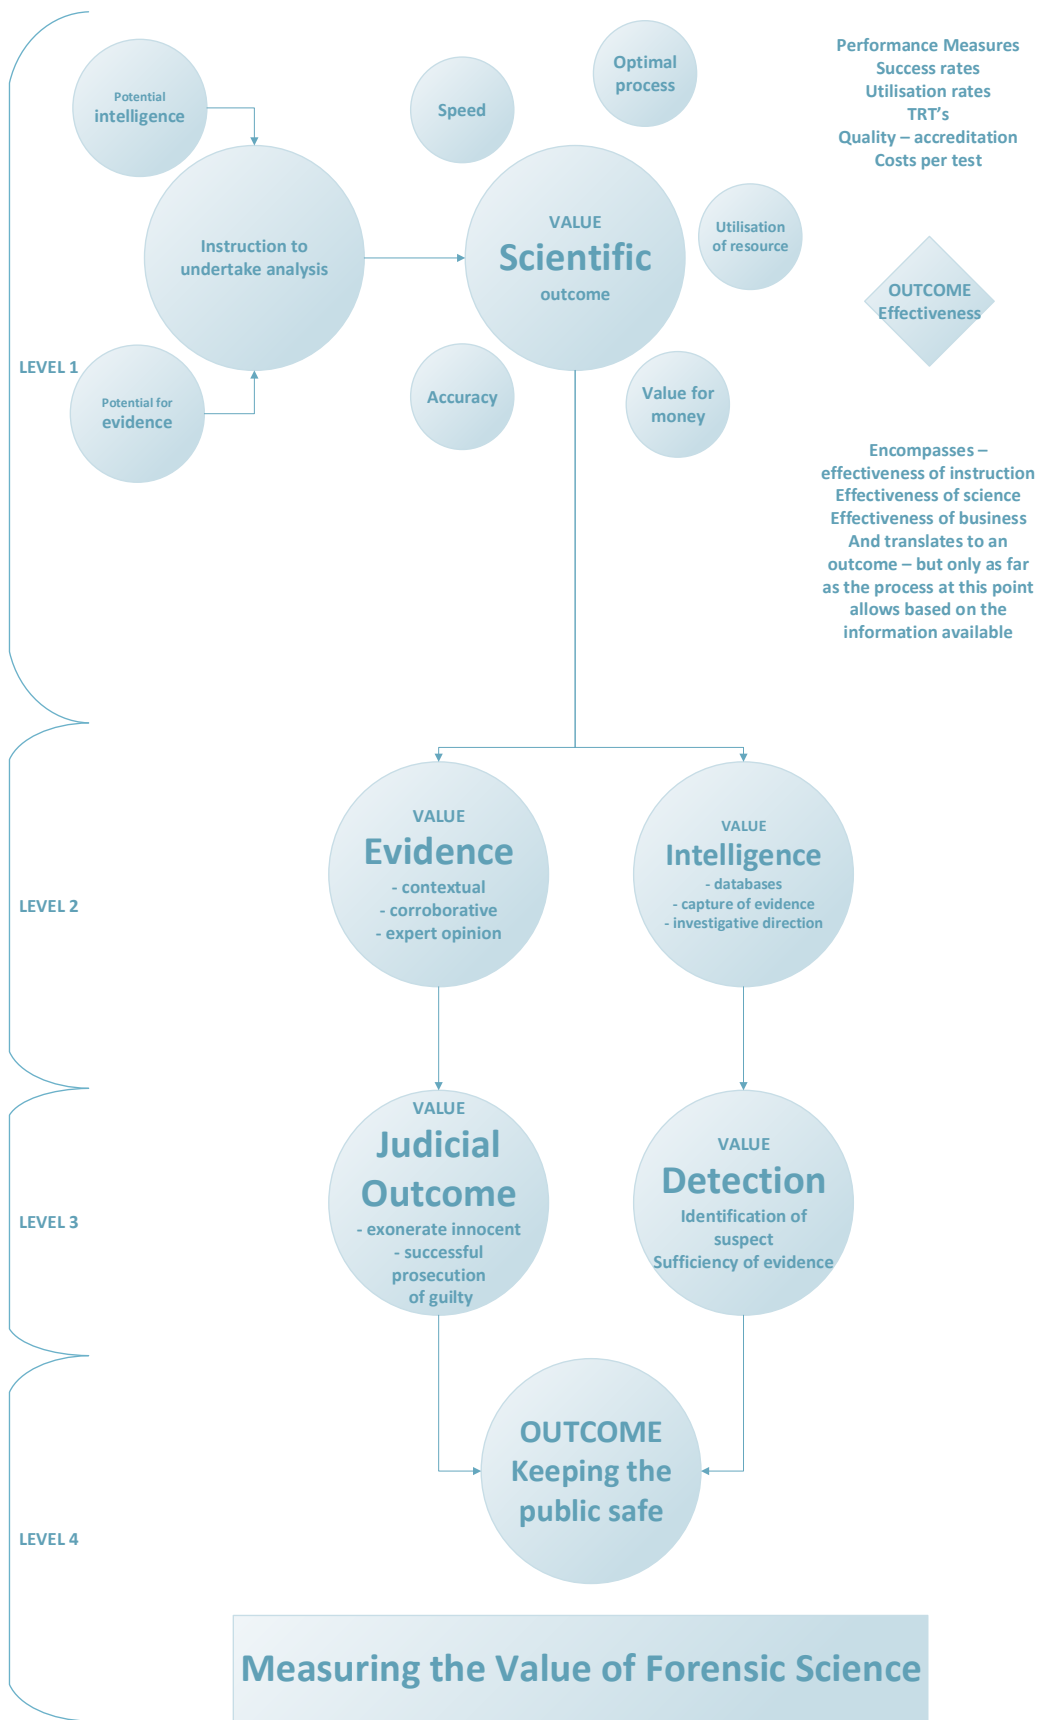 Potential
intelligence
Speed
Optimal
process
Performance Measures
Success rates
Utilisation rates
TRT’s
Quality – accreditation
Costs per test
Instruction to
undertake analysis
VALUE
Scientific
outcome
Utilisation
of resource
OUTCOME
Effectiveness
LEVEL 1
Potential for
evidence
Accuracy
Value for
money
Encompasses –
effectiveness of instruction
Effectiveness of science
Effectiveness of business
And translates to an
outcome – but only as far
as the process at this point
allows based on the
information available
LEVEL 2
VALUE
Evidence
- contextual
- corroborative
- expert opinion
VALUE
Intelligence
- databases
- capture of evidence
- investigative direction
LEVEL 3
VALUE
Judicial
Outcome
- exonerate innocent
- successful
prosecution
of guilty
VALUE
Detection
Identification of
suspect
Sufficiency of evidence
LEVEL 4
OUTCOME
Keeping the
public safe
Measuring the Value of Forensic Science